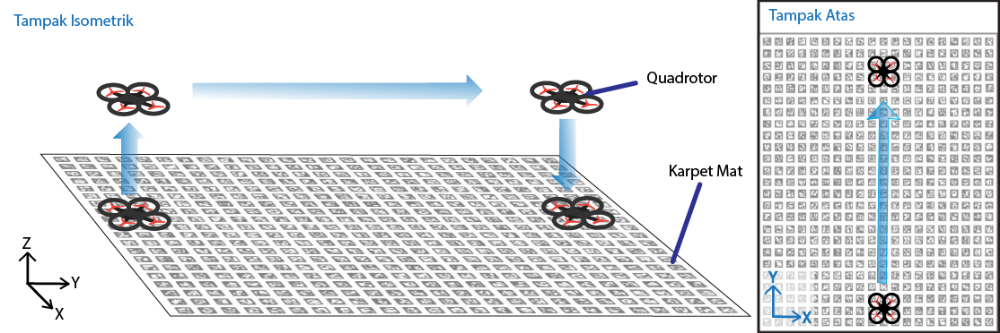 Tampak Isometrik
Quadrotor
Karpet Mat
Z
Y
X
Tampak Atas
Y
X